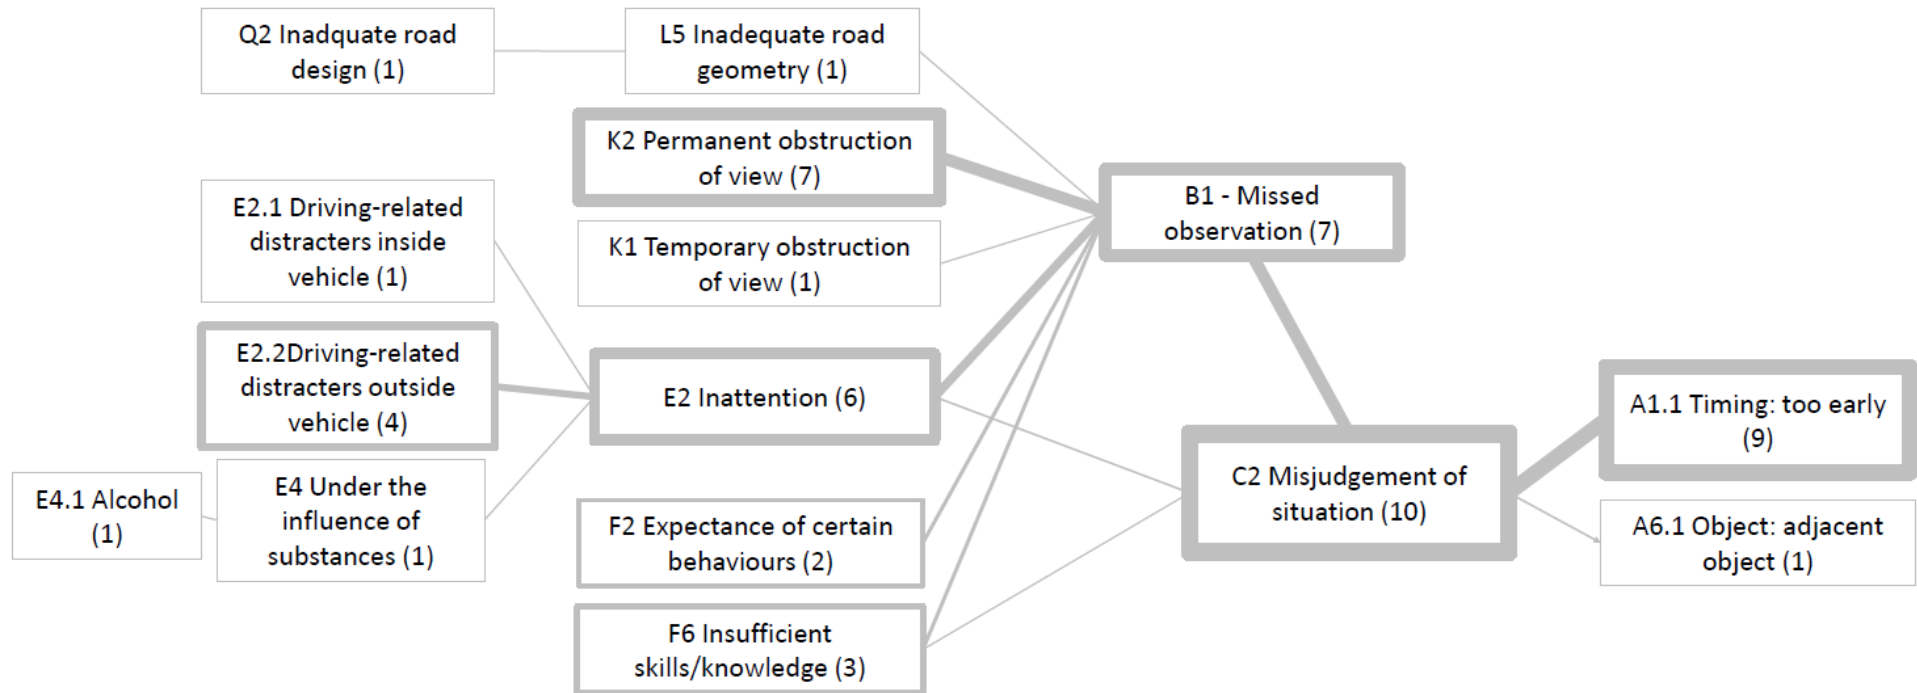 Q2 Inadquate road
design (1)
L5 Inadequate road
geometry (1)
K2 Permanent obstruction
of view (7)
B1 - Missed
observation (7)
E2.1 Driving-related
distracters inside
vehicle (1)
K1 Temporary obstruction
of view (1)
E2.2Driving-related
distracters outside
vehicle (4)
E2 Inattention (6)
A1.1 Timing: too early
(9)
E4.1 Alcohol
(1)
E4 Under the
influence of
substances (1)
C2 Misjudgement of
situation (10)
F2 Expectance of certain
behaviours (2)
A6.1 Object: adjacent
object (1)
F6 Insufficient
skills/knowledge (3)